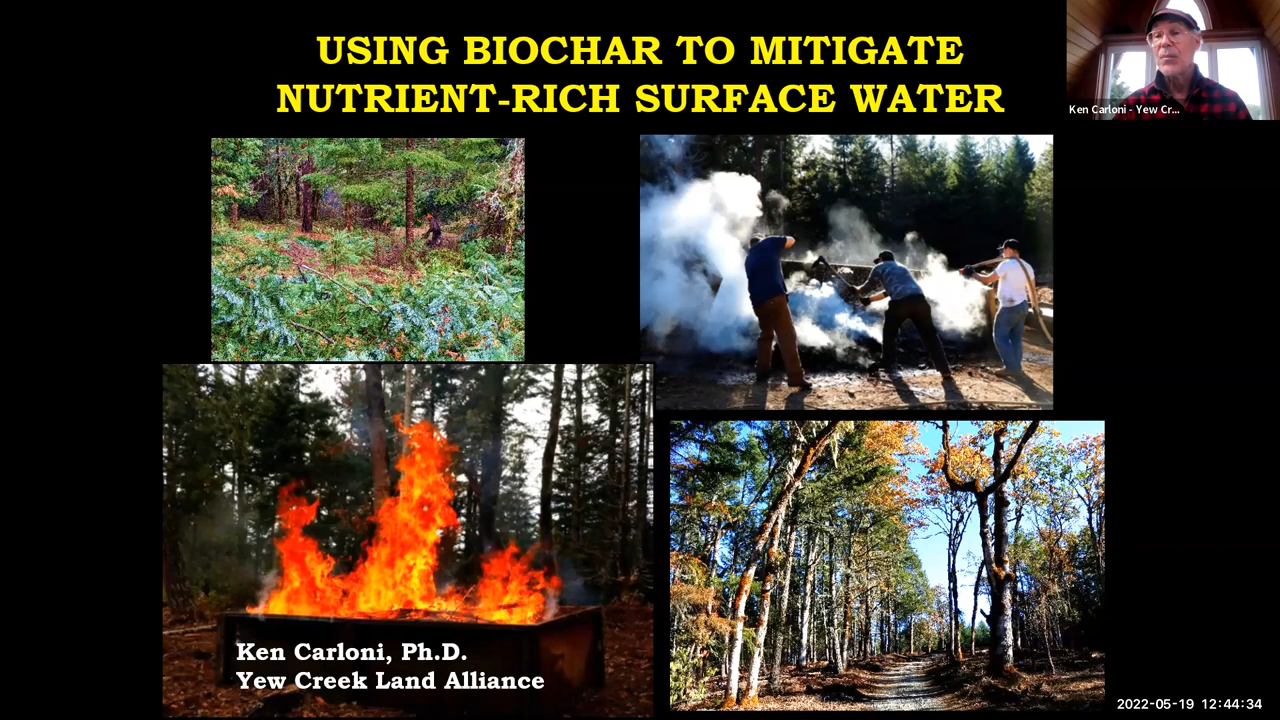 USING BIOCHAR TO MITIGATE
NUTRIENT-RICH SURFACE WATER
Ken Carloni - Yew Cr...
Ken Carloni, Ph.D.
Yew Creek Land Alliance
2022-05-19 12:44:34